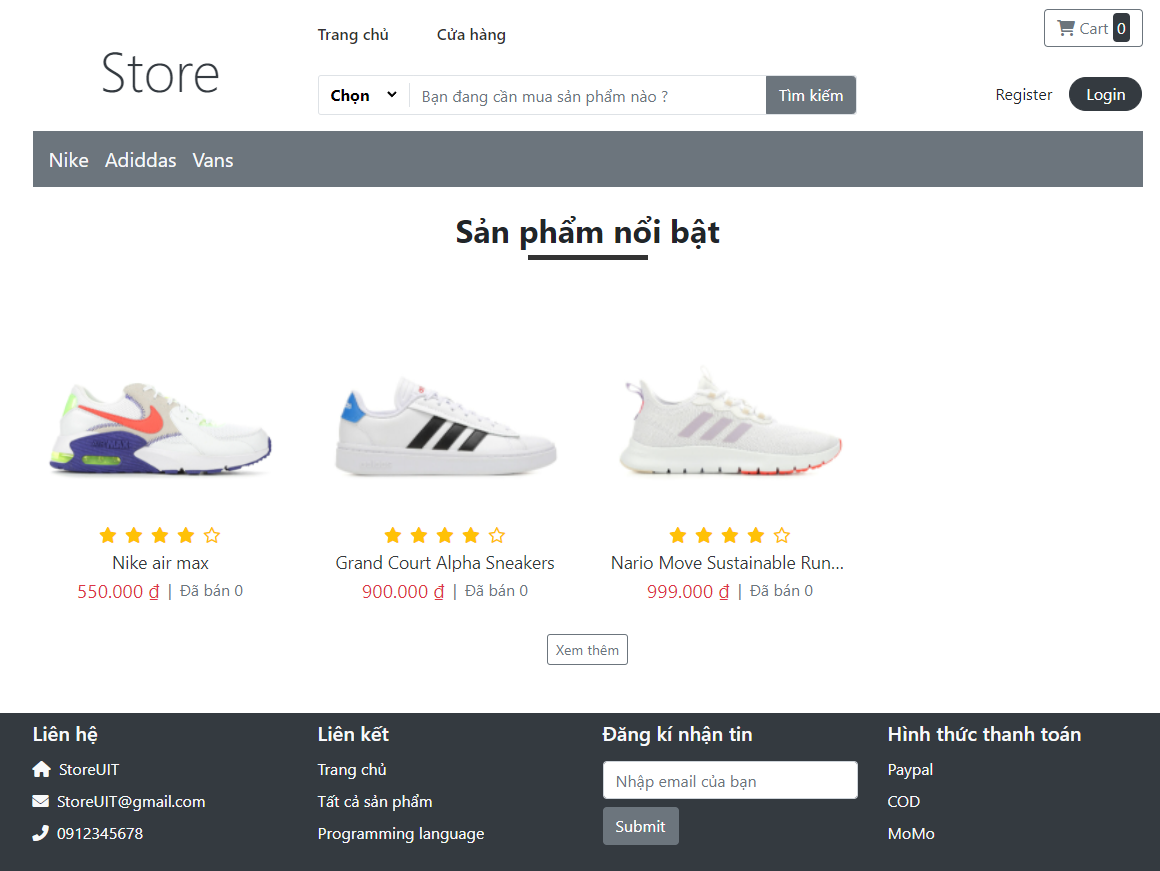 Store
Trang chủ Cửa hàng
Cart 0
Chọn Bạn đang cần mua sản phẩm nào ? Tìm kiếm
Register Login
Nike Adiddas Vans
Sản phẩm nổi bật
Nike air max
550.000 ₫ | Đã bán 0
Grand Court Alpha Sneakers
900.000 ₫ | Đã bán 0
Nario Move Sustainable Run...
999.000 ₫ | Đã bán 0
Xem thêm
Liên hệ
StoreUIT
StoreUIT@gmail.com
0912345678
Liên kết
Trang chủ
Tất cả sản phẩm
Programming language
Đăng kí nhận tin
Nhập email của bạn
Submit
Hình thức thanh toán
Paypal
COD
MoMo